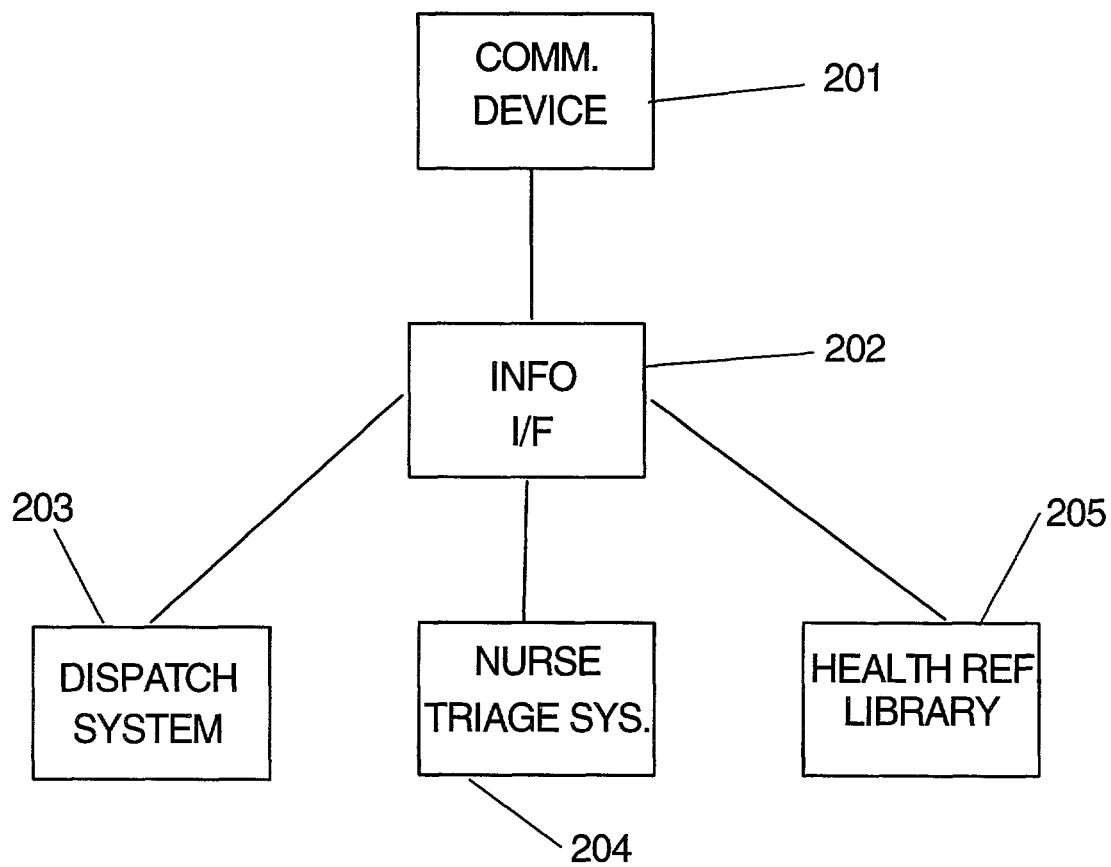 COMM.
DEVICE
201
INFO
I/F
202
203
205
DISPATCH
SYSTEM
NURSE
TRIAGE SYS.
HEALTH REF
LIBRARY
204